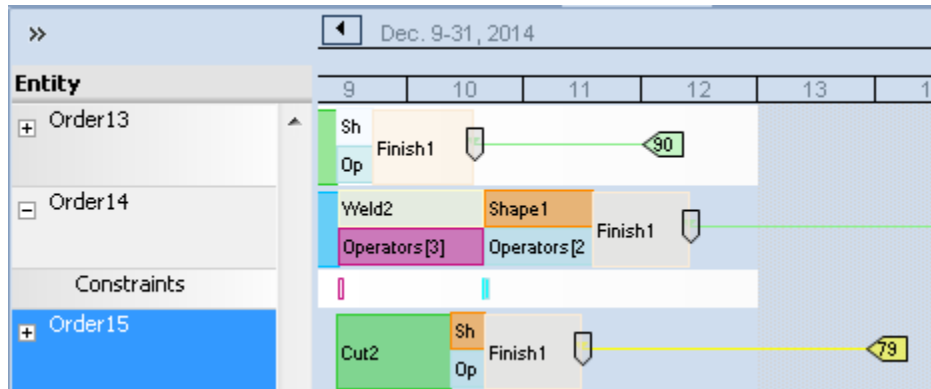 »
Dec. 9-31, 2014
Entity
9 10 11 12 13 1
Order13
Sh
Op
Finish1
90
Order14
Weld2
Shape1
Operators[3]
Operators[2
Finish1
Constraints
Order15
Cut2
Sh
Op
Finish1
79